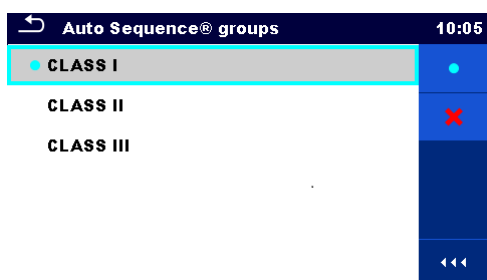 Auto Sequence® groups 10:05
CLASS I
CLASS II
CLASS III